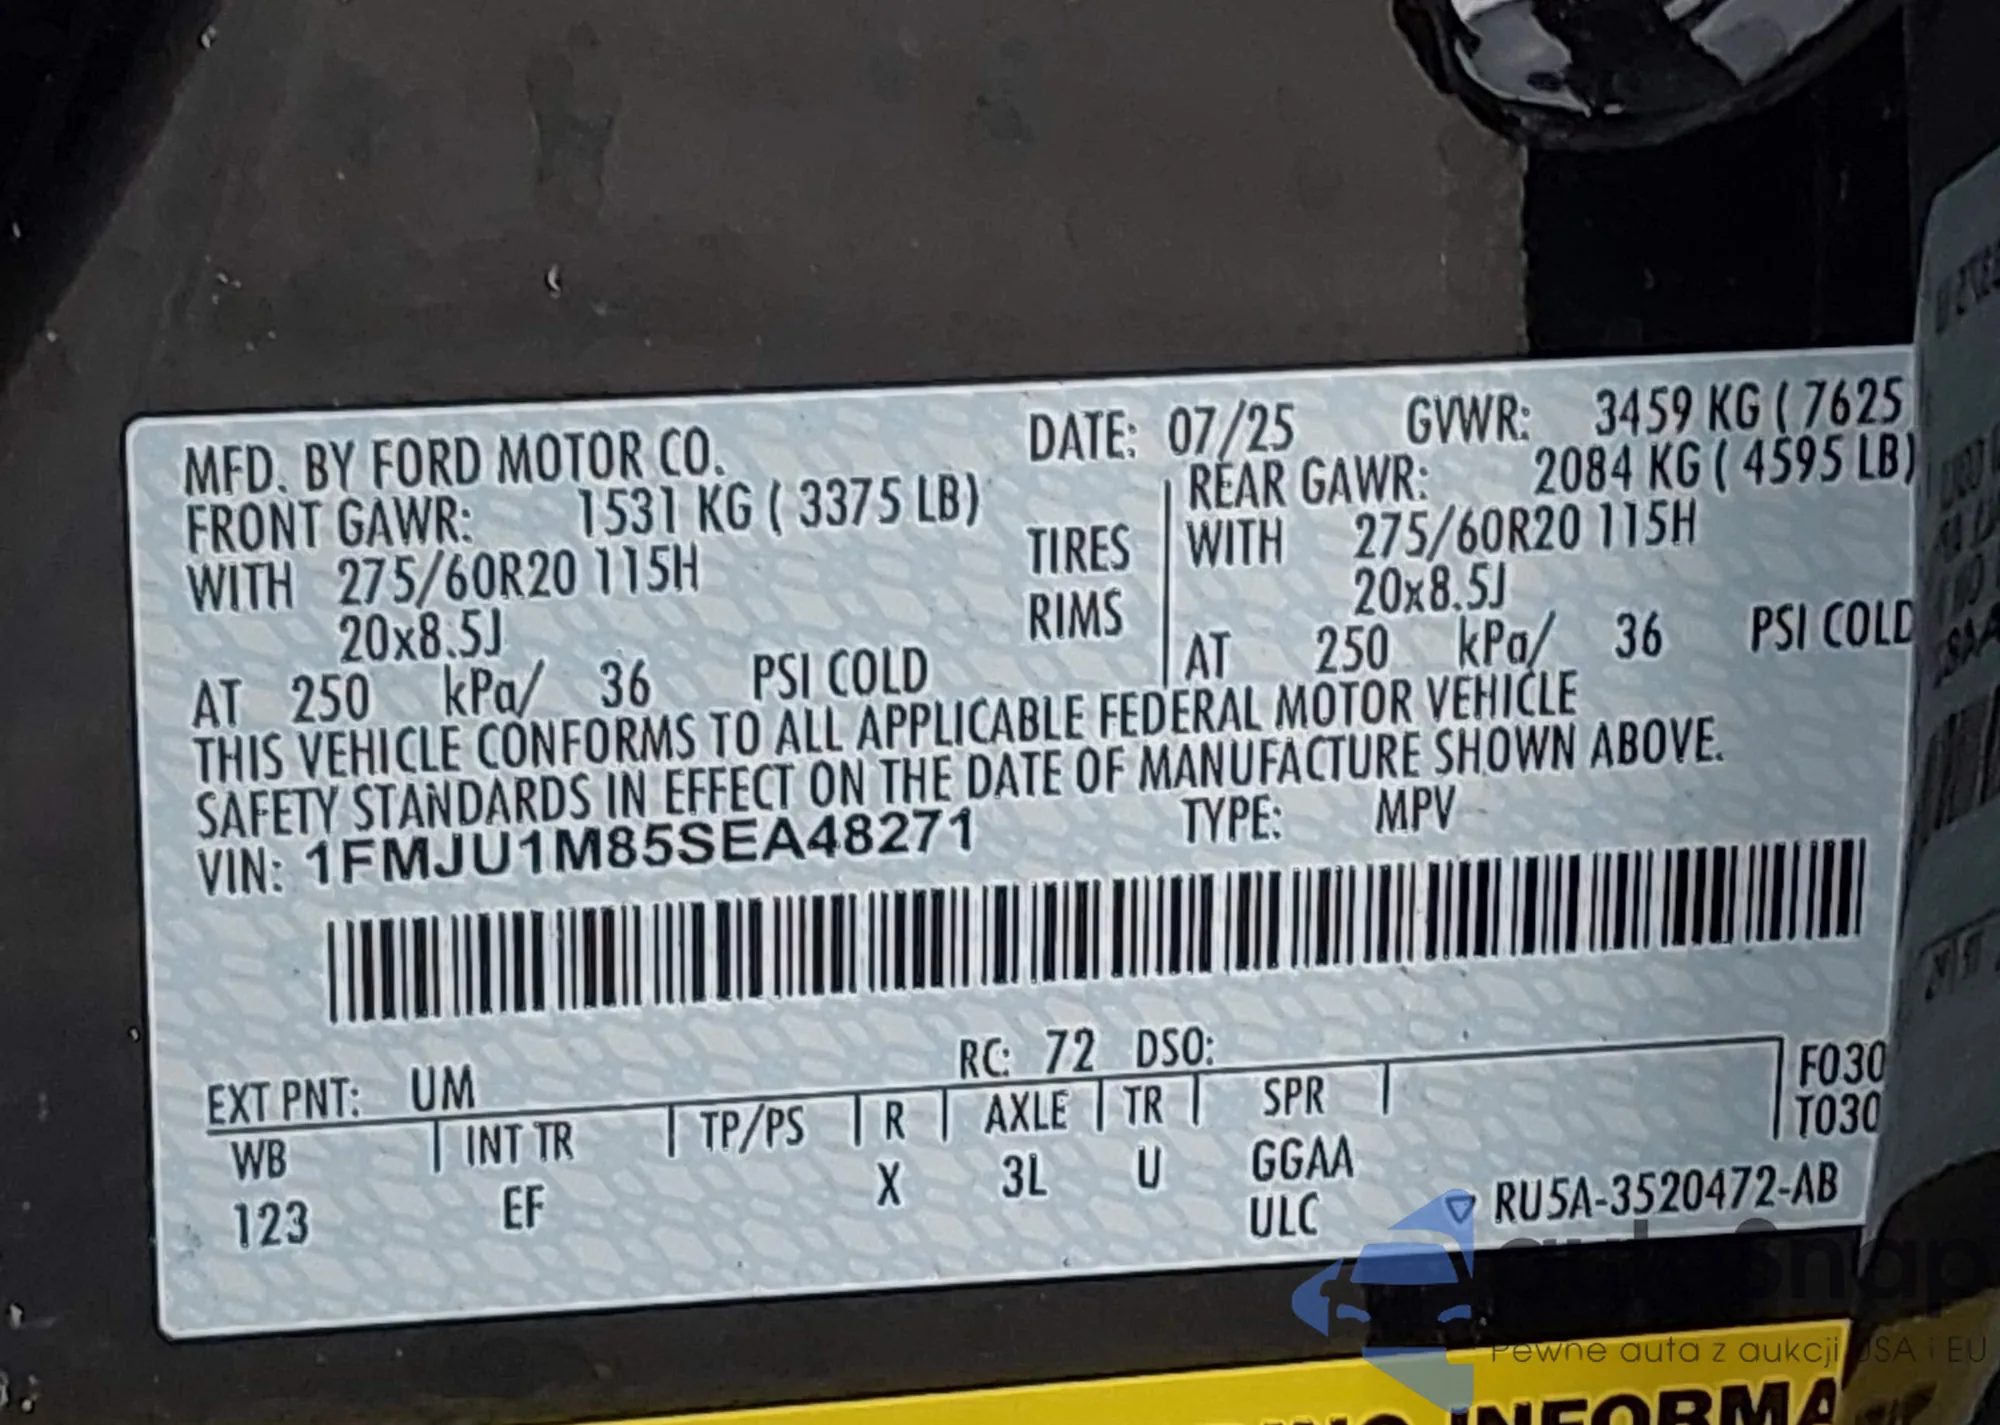 MFD. BY FORD MOTOR CO. DATE: 07/25 GVWR: 3459 KG ( 7625
FRONT GAWR: 1531 KG ( 3375 LB) REAR GAWR: 2084 KG ( 4595 LB)
WITH 275/60R20 115H TIRES WITH 275/60R20 115H
20x8.5J RIMS 20x8.5J
AT 250 kPa/ 36 PSI COLD AT 250 kPa/ 36 PSI COLD
THIS VEHICLE CONFORMS TO ALL APPLICABLE FEDERAL MOTOR VEHICLE
SAFETY STANDARDS IN EFFECT ON THE DATE OF MANUFACTURE SHOWN ABOVE.
VIN: 1FMJU1M85SEA48271 TYPE: MPV
EXT PNT: UM RC: 72 DSO: F030
WB INT TR TP/PS R AXLE TR SPR T030
123 EF X 3L U GGAA
ULC RU5A-3520472-AB
autosnap
Pewne auta z aukcji USA i EU